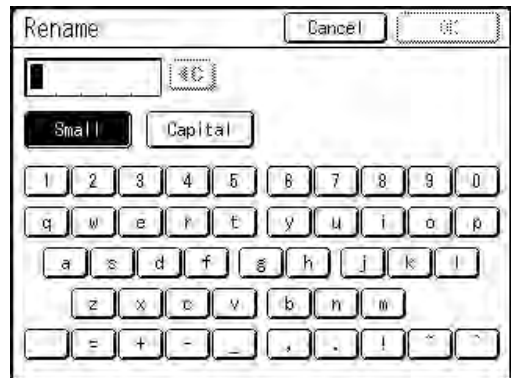 Rename Cancel OK
◀C
Small Capital
1 2 3 4 5 6 7 8 9 0
q w e r t y u i o p
a s d f g h j k l
z x c v b n m
= + - _ , . ! ~ ^